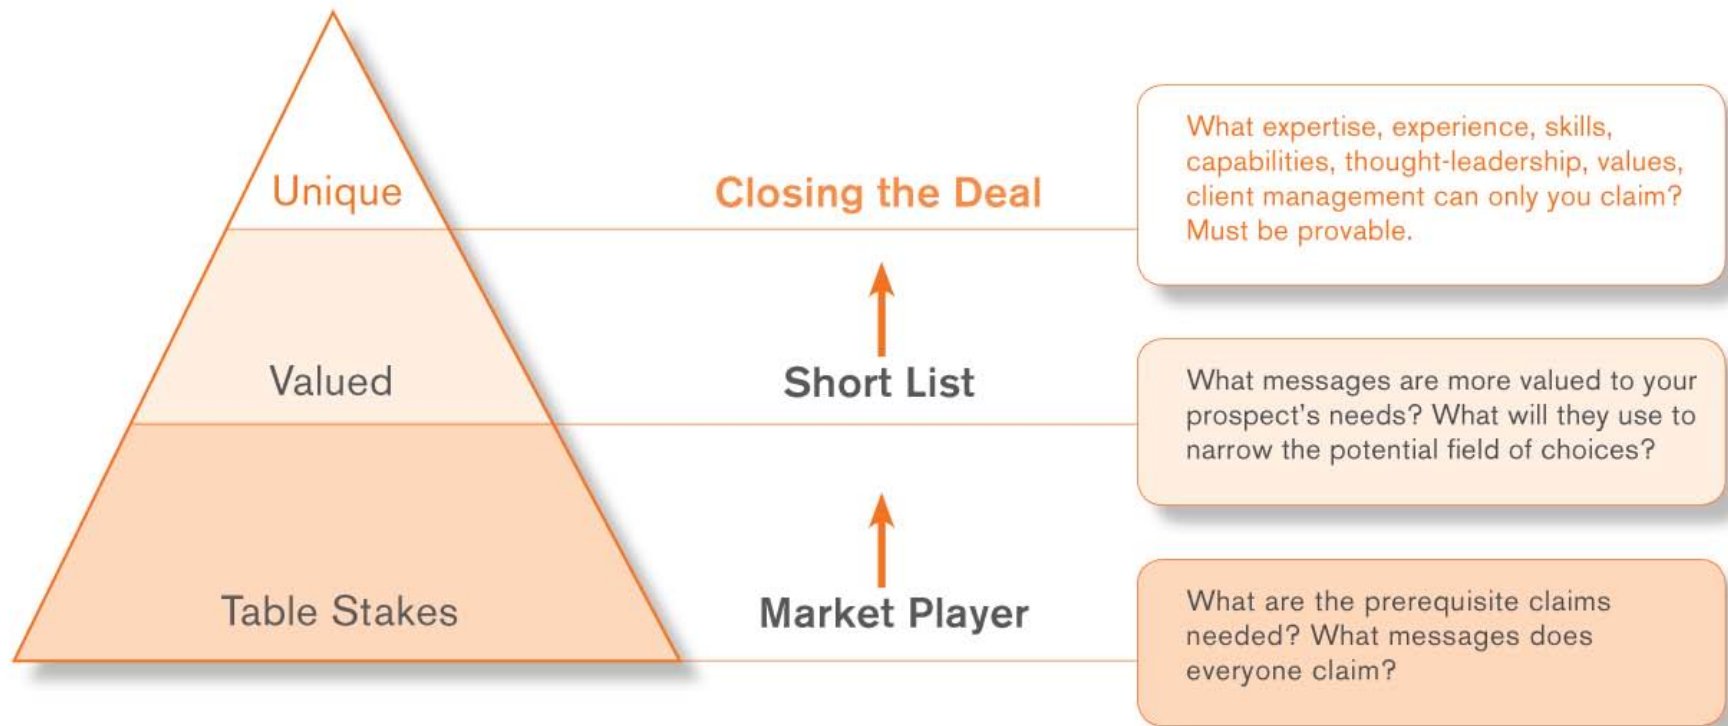 Unique
Closing the Deal
What expertise, experience, skills,
capabilities, thought-leadership, values,
client management can only you claim?
Must be provable.
Valued
Short List
What messages are more valued to your
prospect's needs? What will they use to
narrow the potential field of choices?
Table Stakes
Market Player
What are the prerequisite claims
needed? What messages does
everyone claim?